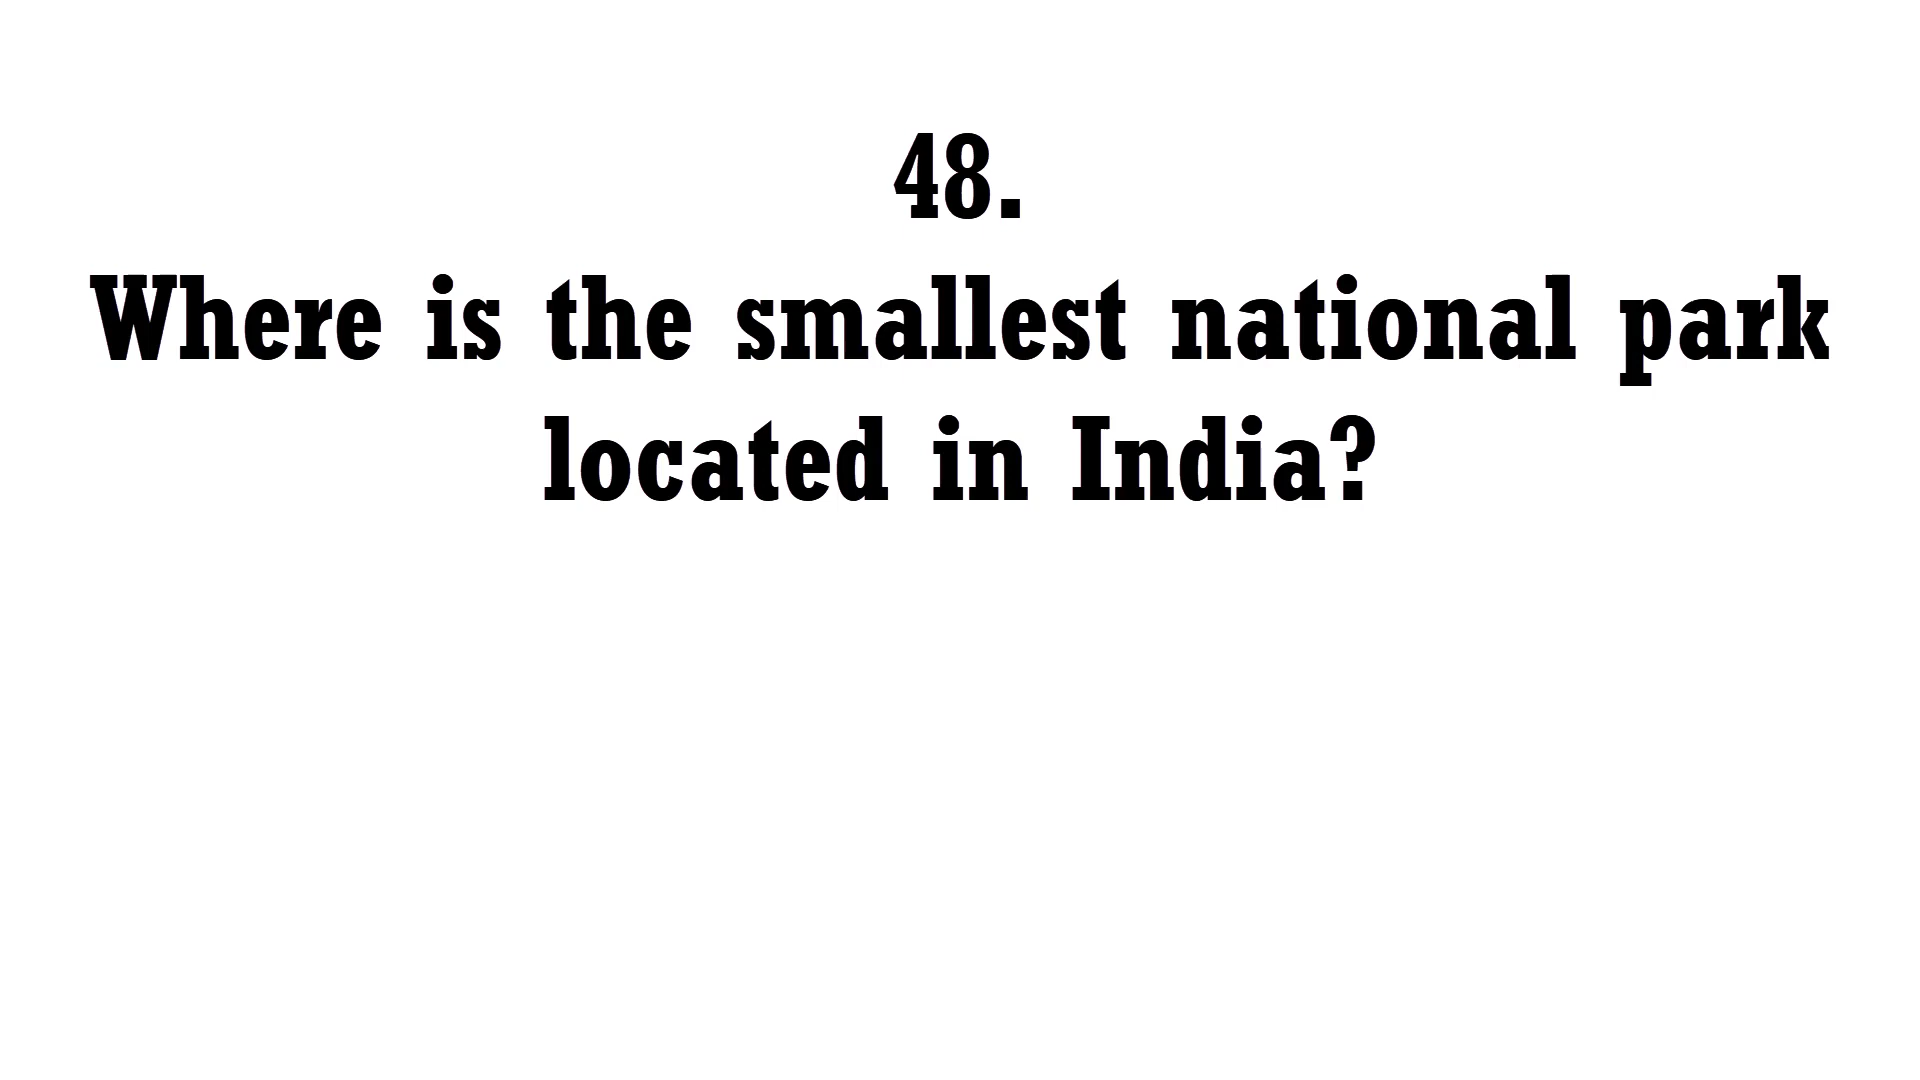 48.
Where is the smallest national park
located in India?